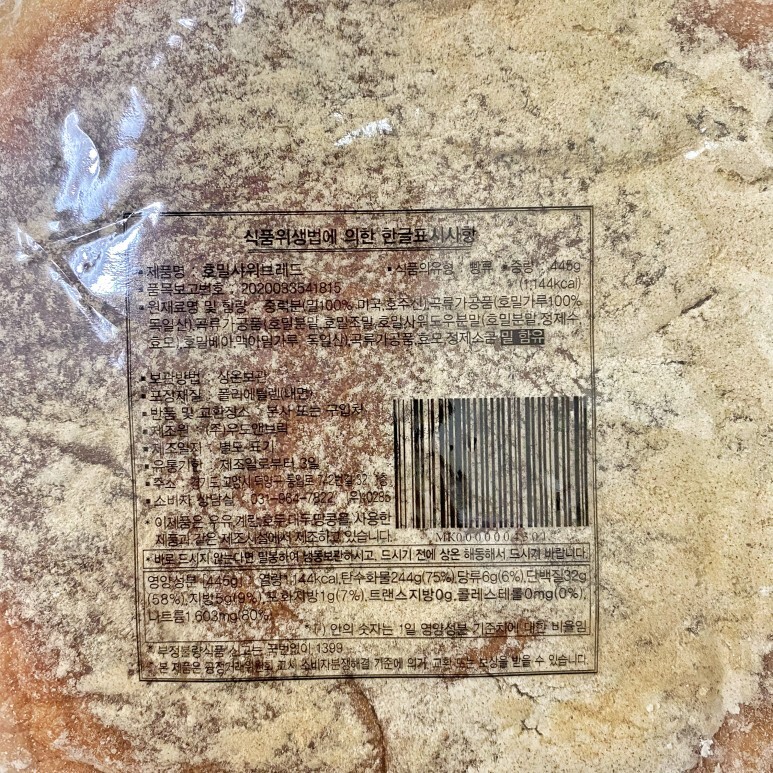 식품위생법에 의한 한글표시사항
• 제품명 : 호밀사워브레드 • 식품의유형 : 빵류 • 중량 : 445g
• 품목보고번호 : 2020033541815 (1,144kcal)
• 원재료명 및 함량 : 중력분(밀100% 미국,호주산),곡류가공품(호밀가루100%
독일산),곡류가공품(호밀분말,호밀조말,호밀사워도우분말(호밀분말,정제수
효모),호밀베아,맥아밀가루 독일산),곡류가공품,효모,정제소금 밀 함유
• 보관방법 : 실온보관
• 포장재질 : 폴리에틸렌(내면)
• 반품 및 교환장소 : 본사 또는 구입처
• 제조원 : (주)우드앤브릭
• 제조일자 : 별도 표기
• 유통기한 : 제조일로부터 3일
• 주소 : 경기도 고양시 덕양구
• 소비자 상담실 : 031-964-7822
* 이제품은 우유,계란,호두,대두,땅콩을 사용한
제품과 같은 제조시설에서 제조하고 있습니다.
• 바로 드시지 않는다면 밀봉하여 냉동보관하시고, 드시기 전에 상온 해동해서 드시기 바랍니다.
영양성분 (445g) : 열량1,144kcal,탄수화물244g(75%),당류6g(6%),단백질32g
(58%),지방5g(9%),포화지방1g(7%),트랜스지방0g,콜레스테롤0mg(0%),
나트륨1,603mg(80%)
*( ) 안의 숫자는 1일 영양성분 기준치에 대한 비율임
* 부정불량식품 신고는 국번없이 1399
* 본 제품은 공정거래위원회 고시 소비자분쟁해결 기준에 의거 교환 또는 보상을 받을 수 있습니다.